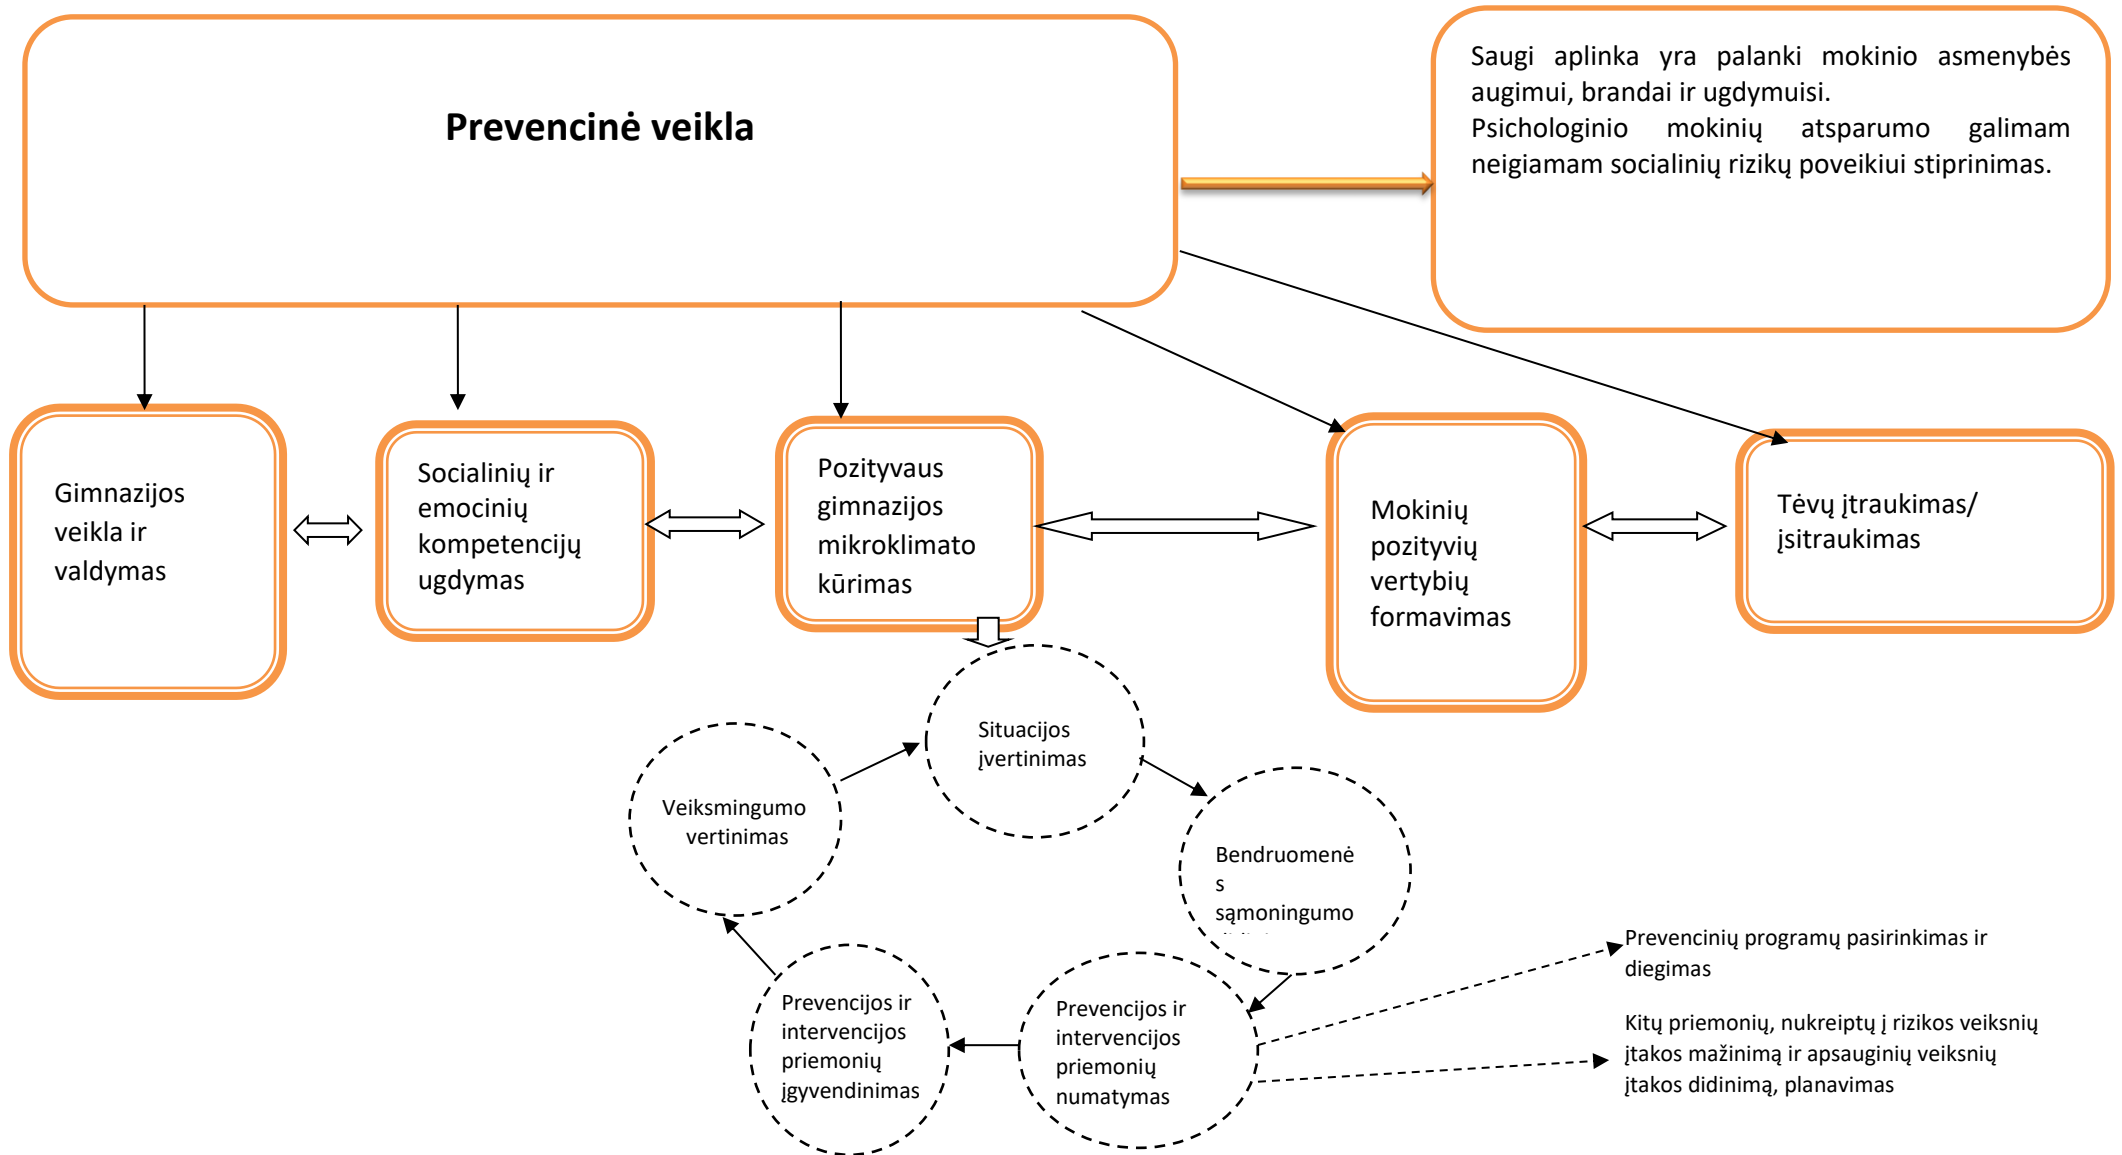 Prevencinė veikla
Saugi aplinka yra palanki mokinio asmenybės
augimui, brandai ir ugdymuisi.
Psichologinio mokinių atsparumo galimam
neigiamam socialinių rizikų poveikiui stiprinimas.
Gimnazijos
veikla ir
valdymas
Socialinių ir
emocinių
kompetencijų
ugdymas
Pozityvaus
gimnazijos
mikroklimato
kūrimas
Mokinių
pozityvių
vertybių
formavimas
Tėvų įtraukimas/
įsitraukimas
Situacijos
įvertinimas
Veiksmingumo
vertinimas
Bendruomenė
s
sąmoningumo
Prevencijos ir
intervencijos
priemonių
įgyvendinimas
Prevencijos ir
intervencijos
priemonių
numatymas
Prevencinių programų pasirinkimas ir
diegimas
Kitų priemonių, nukreiptų į rizikos veiksnių
įtakos mažinimą ir apsauginių veiksnių
įtakos didinimą, planavimas